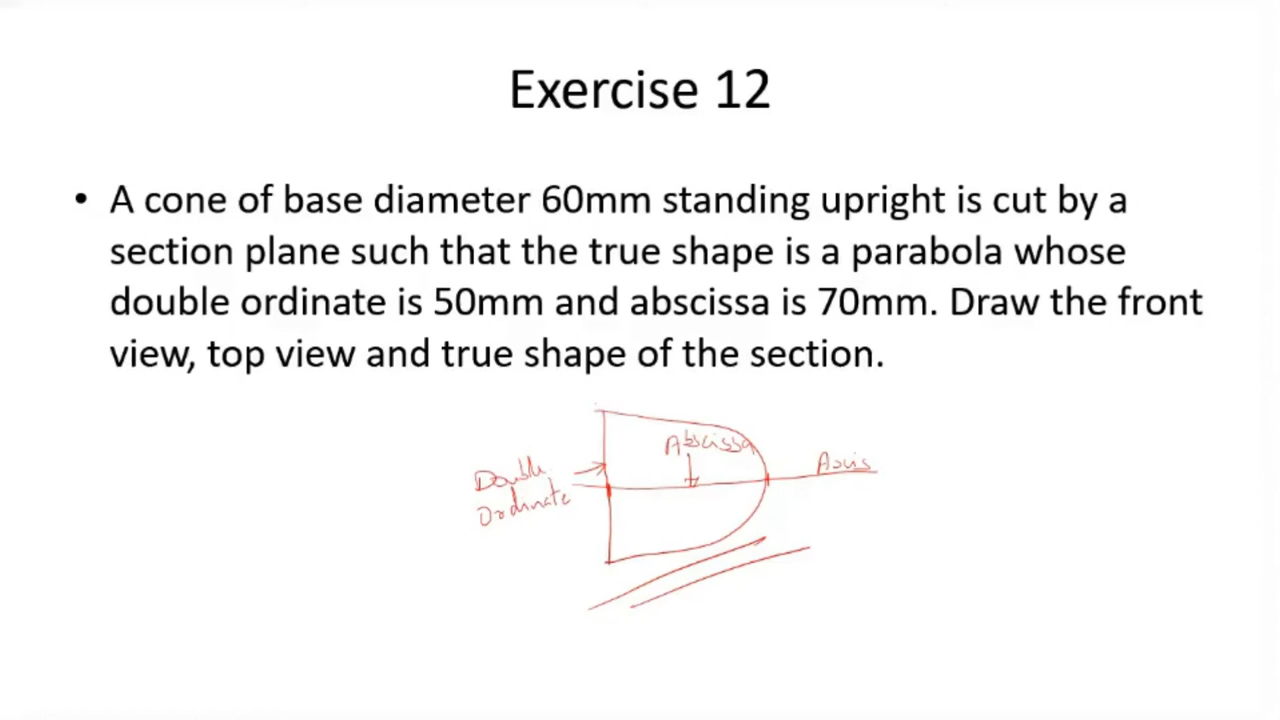 Exercise 12
• A cone of base diameter 60mm standing upright is cut by a
section plane such that the true shape is a parabola whose
double ordinate is 50mm and abscissa is 70mm. Draw the front
view, top view and true shape of the section.
Abscissa
Axis
Double
Ordinate